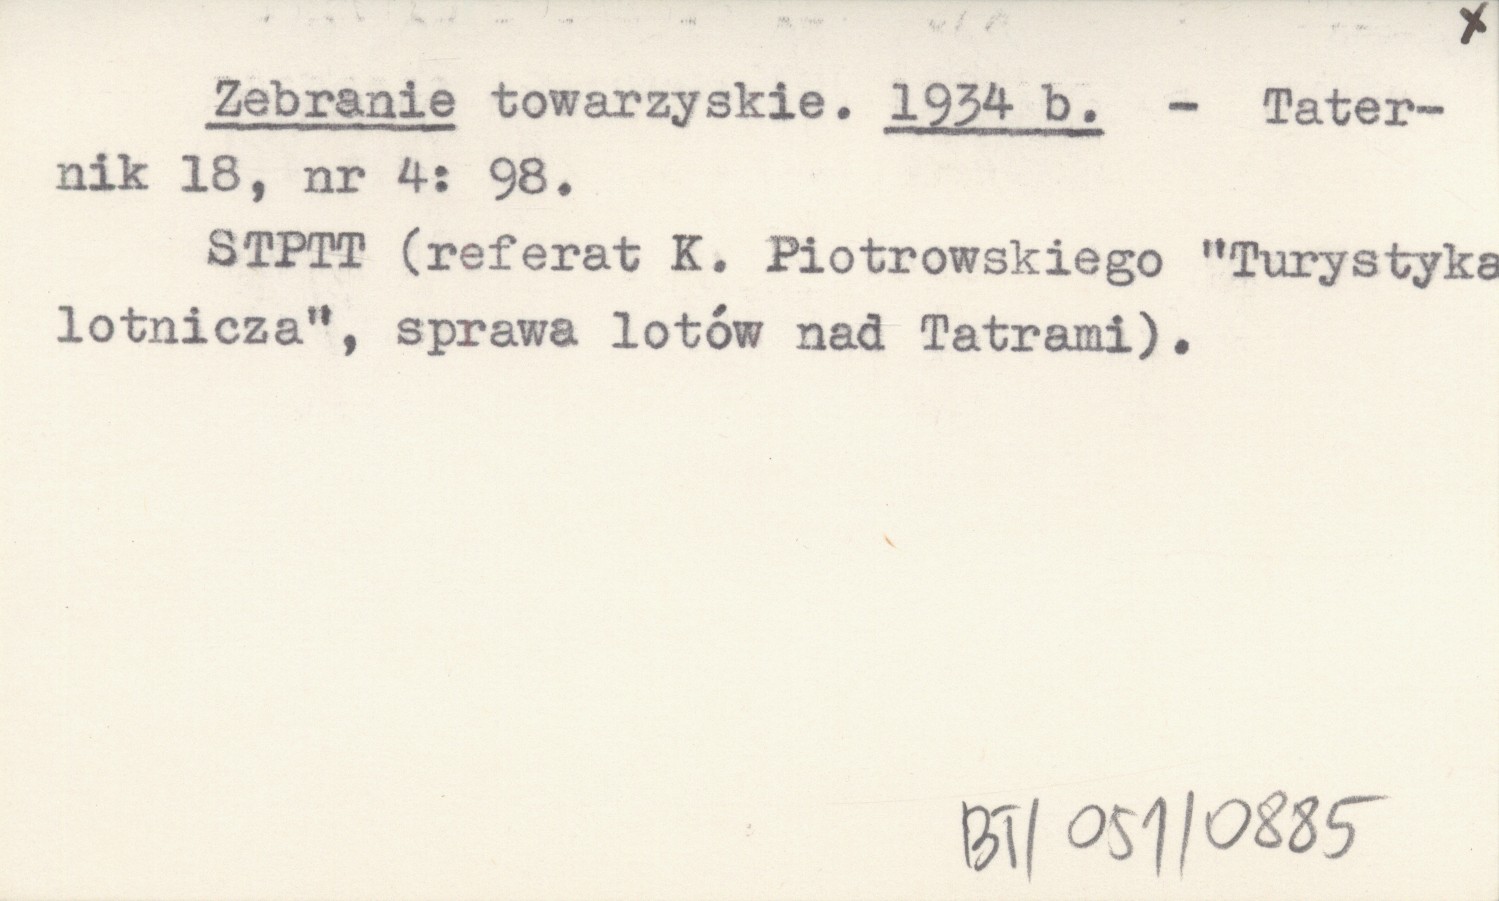 x
Zebranie towarzyskie. 1934 b. - Tater-
nik 18, nr 4: 98.
STPTT (referat K. Piotrowskiego "Turystyka
lotnicza", sprawa lotów nad Tatrami).
BT/051/0885